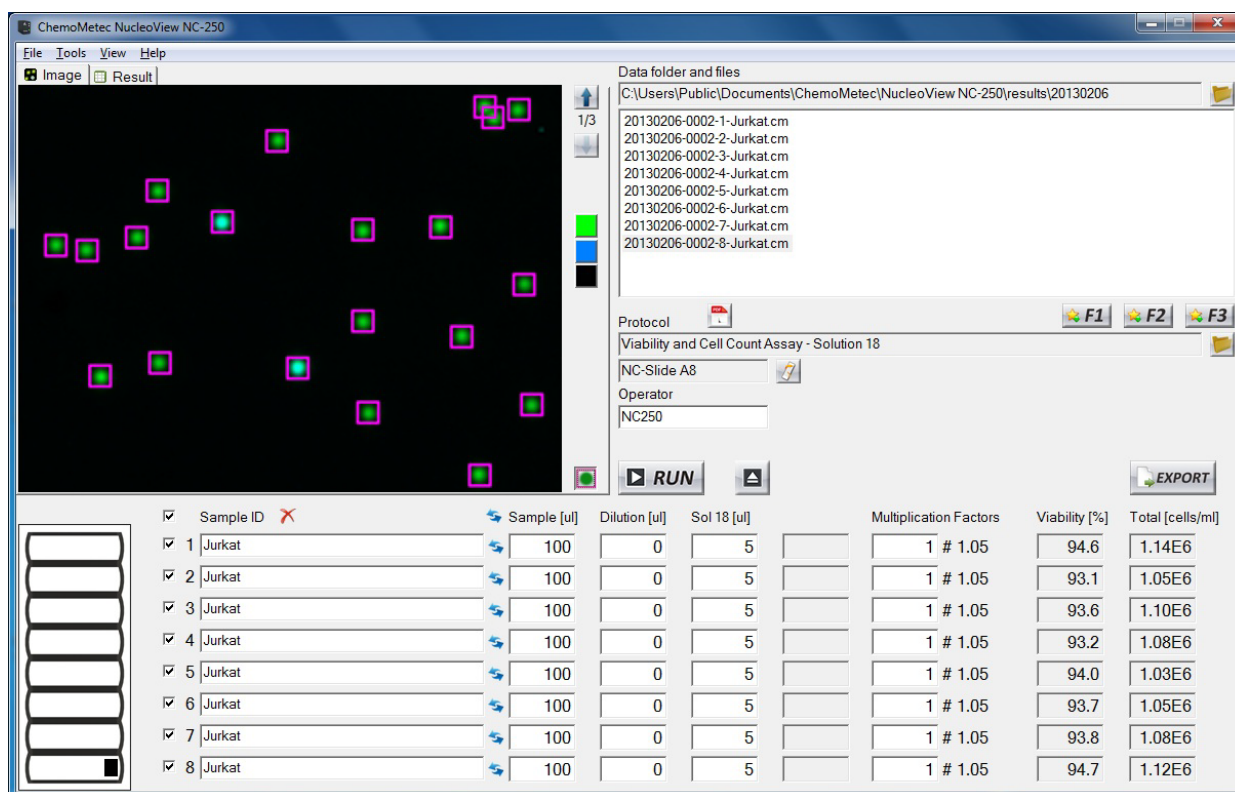 ChemoMetec NucleoView NC-250
File Tools View Help
Image Result
1/3
Data folder and files
C:\Users\Public\Documents\ChemoMetec\NucleoView NC-250\results\20130206
20130206-0002-1-Jurkat.cm
20130206-0002-2-Jurkat.cm
20130206-0002-3-Jurkat.cm
20130206-0002-4-Jurkat.cm
20130206-0002-5-Jurkat.cm
20130206-0002-6-Jurkat.cm
20130206-0002-7-Jurkat.cm
20130206-0002-8-Jurkat.cm
Protocol PDF F1 F2 F3
Viability and Cell Count Assay - Solution 18
NC-Slide A8
Operator
NC250
RUN EXPORT
Sample ID Sample [ul] Dilution [ul] Sol 18 [ul] Multiplication Factors Viability [%] Total [cells/ml]
1 Jurkat 100 0 5 1 # 1.05 94.6 1.14E6
2 Jurkat 100 0 5 1 # 1.05 93.1 1.05E6
3 Jurkat 100 0 5 1 # 1.05 93.6 1.10E6
4 Jurkat 100 0 5 1 # 1.05 93.2 1.08E6
5 Jurkat 100 0 5 1 # 1.05 94.0 1.03E6
6 Jurkat 100 0 5 1 # 1.05 93.7 1.05E6
7 Jurkat 100 0 5 1 # 1.05 93.8 1.08E6
8 Jurkat 100 0 5 1 # 1.05 94.7 1.12E6